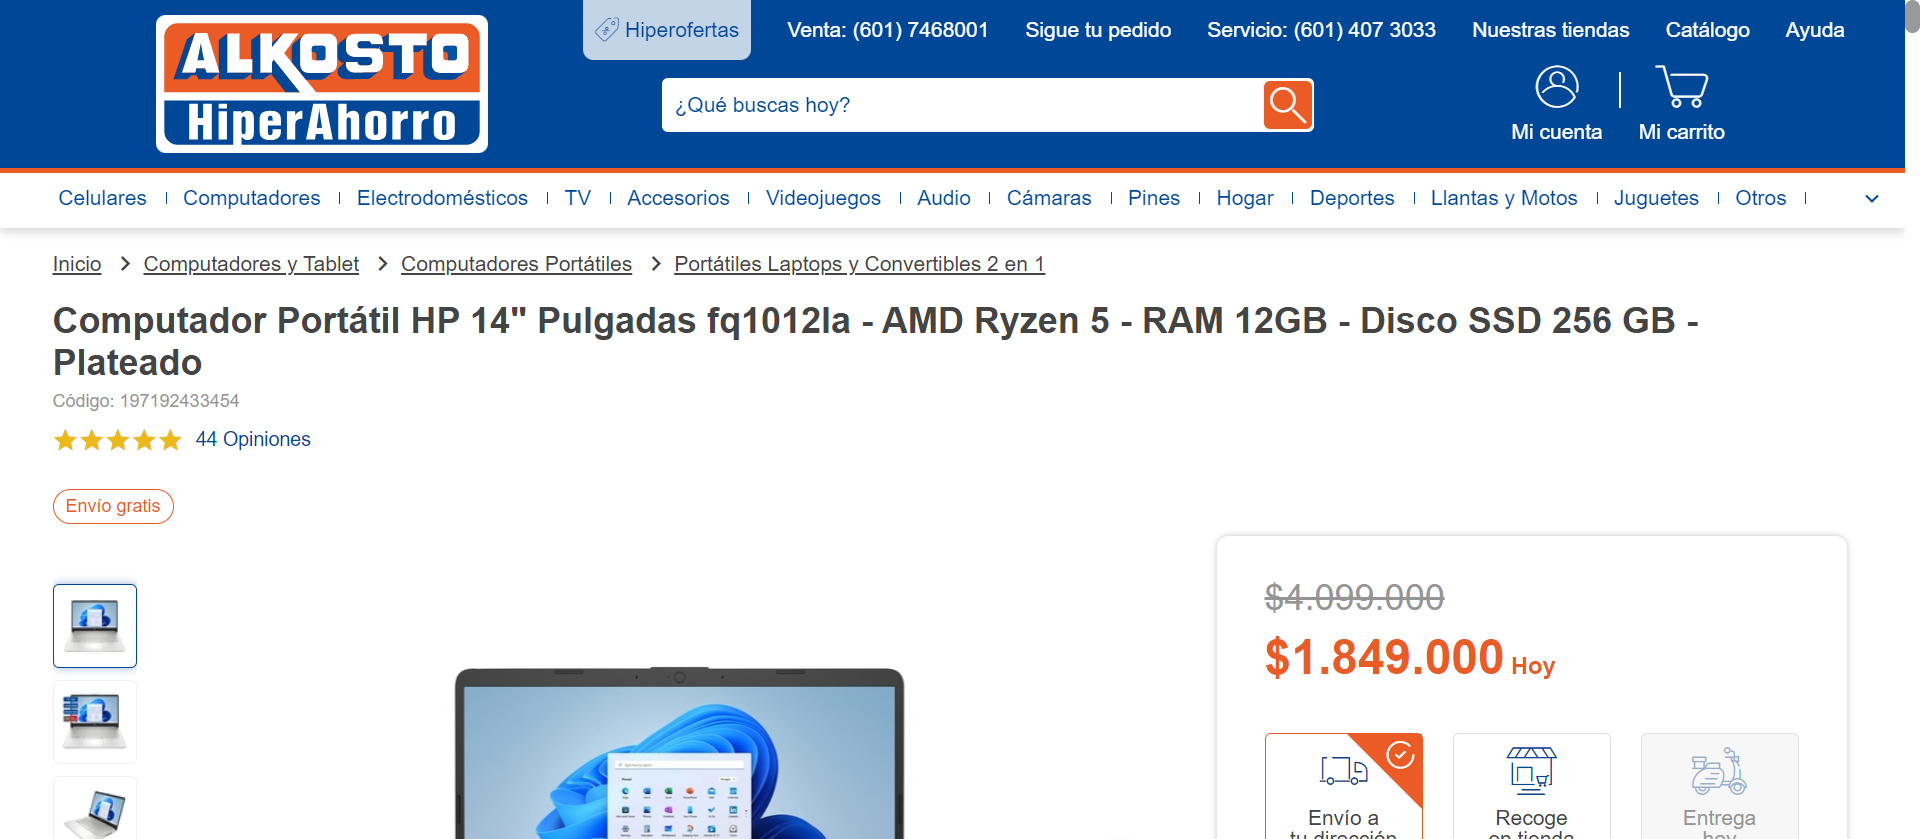 ALKOSTO
HiperAhorro
Hiperofertas
Venta: (601) 7468001
Sigue tu pedido
Servicio: (601) 407 3033
Nuestras tiendas
Catálogo
Ayuda
¿Qué buscas hoy?
Mi cuenta
Mi carrito
Celulares
Computadores
Electrodomésticos
TV
Accesorios
Videojuegos
Audio
Cámaras
Pines
Hogar
Deportes
Llantas y Motos
Juguetes
Otros
Inicio > Computadores y Tablet > Computadores Portátiles > Portátiles Laptops y Convertibles 2 en 1
Computador Portátil HP 14" Pulgadas fq1012la - AMD Ryzen 5 - RAM 12GB - Disco SSD 256 GB -
Plateado
Código: 197192433454
44 Opiniones
Envío gratis
$4.099.000
$1.849.000 Hoy
Envío a
tu dirección
Recoge
en tienda
Entrega
hoy